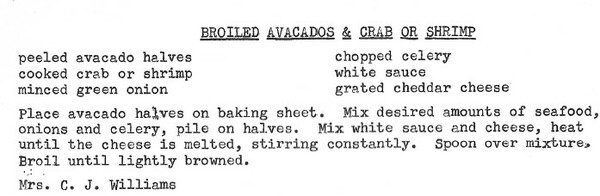 BROILED AVACADOS & CRAB OR SHRIMP
peeled avacado halves chopped celery
cooked crab or shrimp white sauce
minced green onion grated cheddar cheese
Place avacado halves on baking sheet. Mix desired amounts of seafood,
onions and celery, pile on halves. Mix white sauce and cheese, heat
until the cheese is melted, stirring constantly. Spoon over mixture.
Broil until lightly browned.
Mrs. C. J. Williams